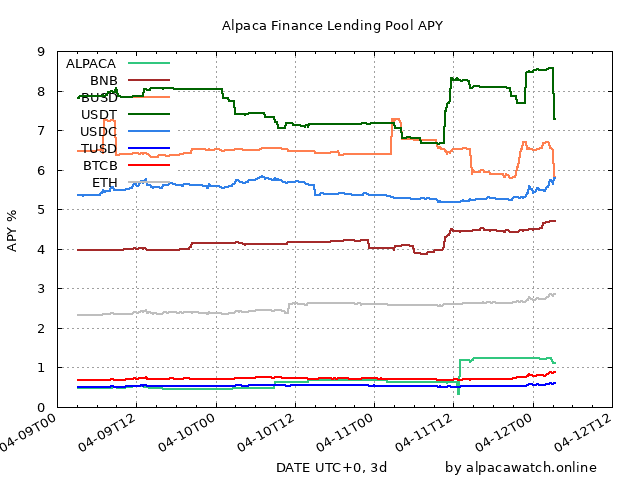 Alpaca Finance Lending Pool APY
9
8
7
6
5
4
3
2
1
0
APY %
ALPACA
BNB
BUSD
USDT
USDC
TUSD
BTCB
ETH
04-09T00
04-09T12
04-10T00
04-10T12
04-11T00
04-11T12
04-12T00
04-12T12
DATE UTC+0, 3d
by alpacawatch.online